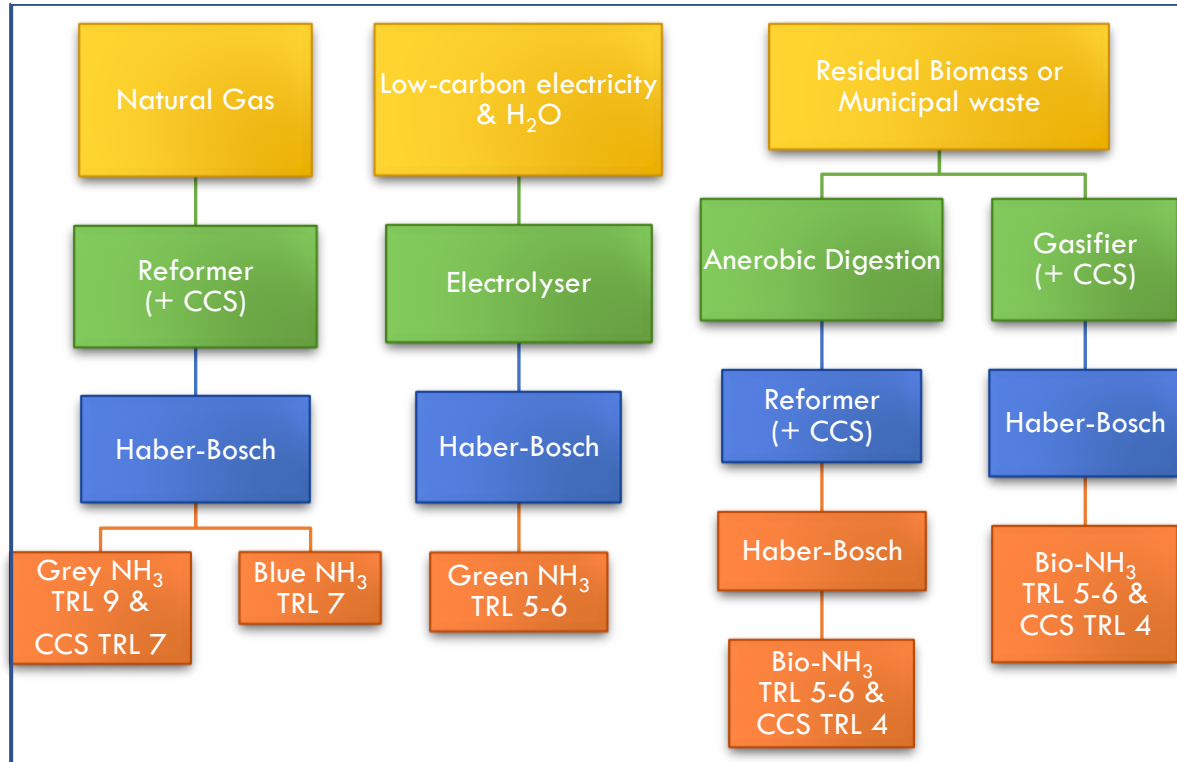 Natural Gas
Low-carbon electricity
& H₂O
Residual Biomass or
Municipal waste
Reformer
(+ CCS)
Electrolyser
Anerobic Digestion
Gasifier
(+ CCS)
Haber-Bosch
Haber-Bosch
Reformer
(+ CCS)
Haber-Bosch
Grey NH₃
TRL 9 &
CCS TRL 7
Blue NH₃
TRL 7
Green NH₃
TRL 5-6
Haber-Bosch
Bio-NH₃
TRL 5-6 &
CCS TRL 4
Bio-NH₃
TRL 5-6 &
CCS TRL 4